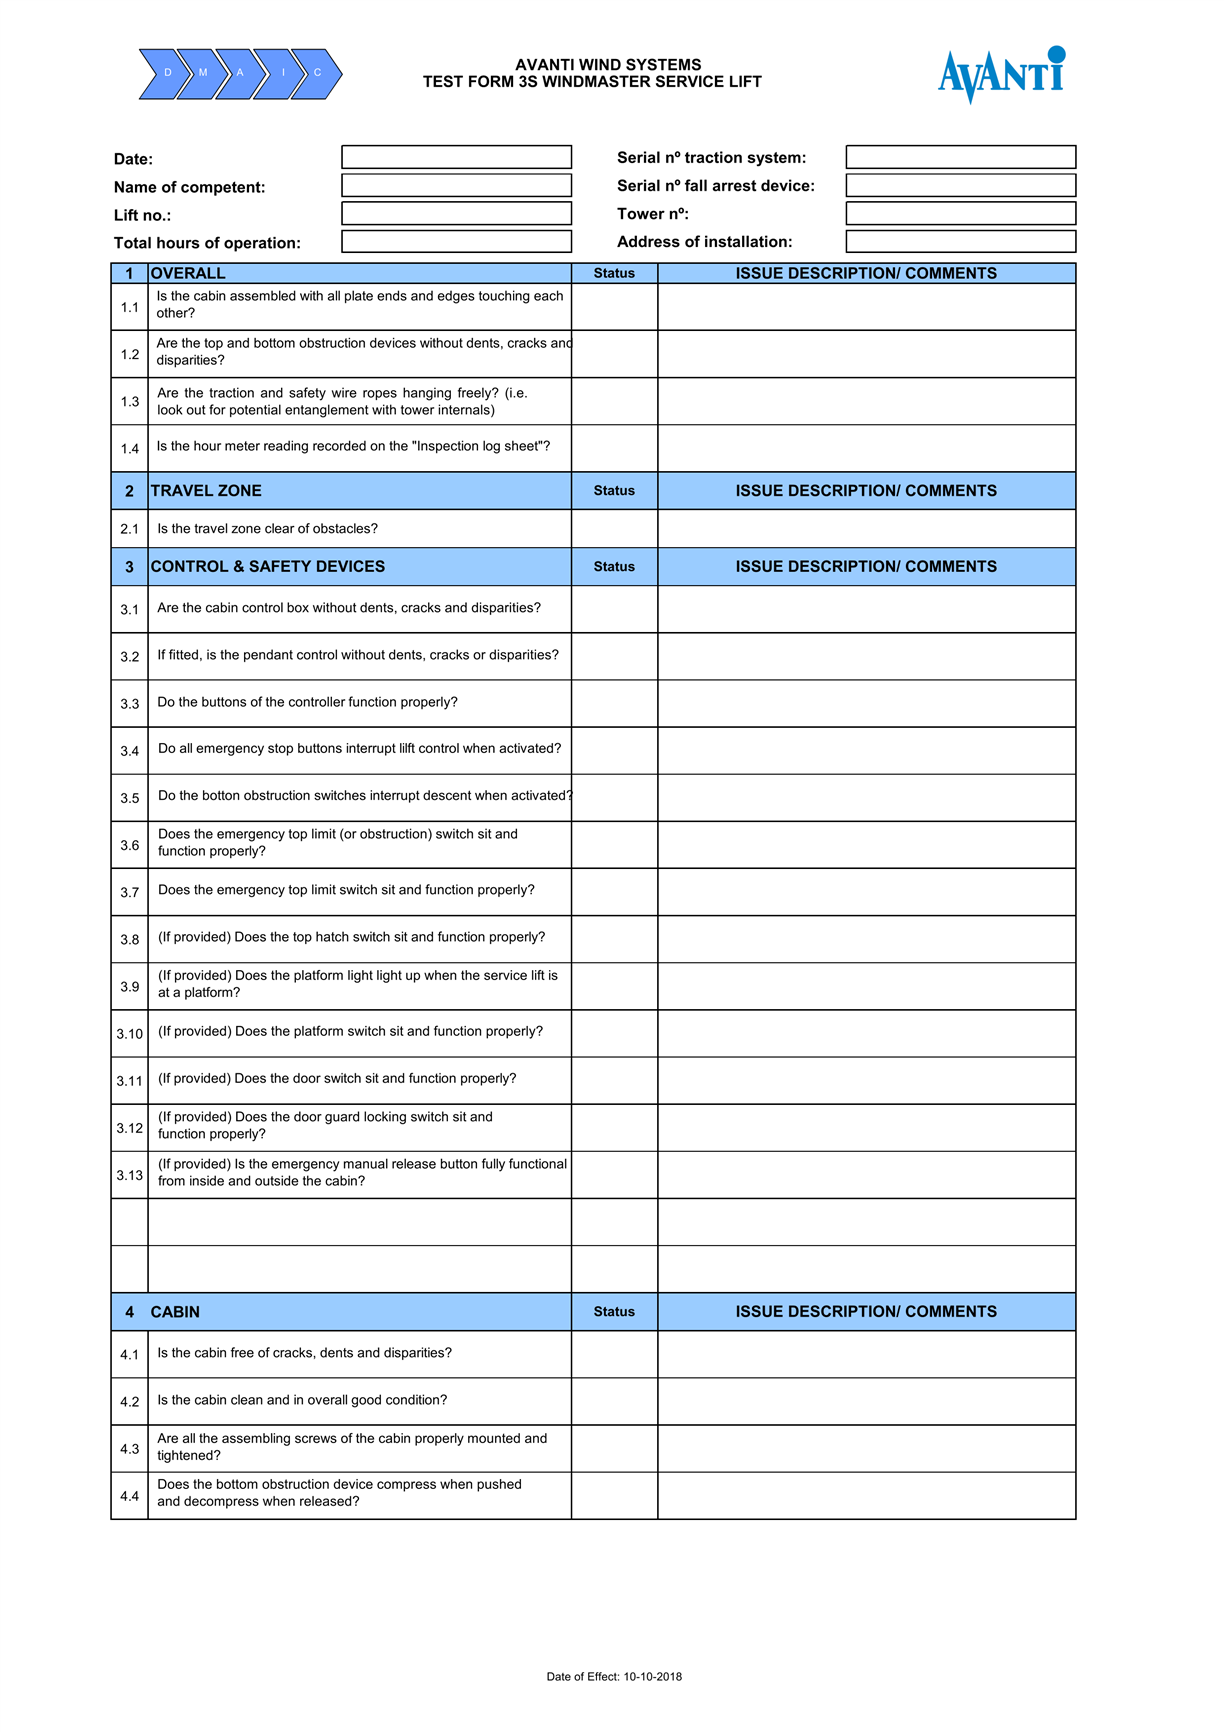 D M A I C
AVANTI WIND SYSTEMS
TEST FORM 3S WINDMASTER SERVICE LIFT
AVANTI
Date:
Serial nº traction system:
Name of competent:
Serial nº fall arrest device:
Lift no.:
Tower nº:
Total hours of operation:
Address of installation:
1 OVERALL Status ISSUE DESCRIPTION/ COMMENTS
1.1 Is the cabin assembled with all plate ends and edges touching each
other?
1.2 Are the top and bottom obstruction devices without dents, cracks and
disparities?
1.3 Are the traction and safety wire ropes hanging freely? (i.e.
look out for potential entanglement with tower internals)
1.4 Is the hour meter reading recorded on the "Inspection log sheet"?
2 TRAVEL ZONE Status ISSUE DESCRIPTION/ COMMENTS
2.1 Is the travel zone clear of obstacles?
3 CONTROL & SAFETY DEVICES Status ISSUE DESCRIPTION/ COMMENTS
3.1 Are the cabin control box without dents, cracks and disparities?
3.2 If fitted, is the pendant control without dents, cracks or disparities?
3.3 Do the buttons of the controller function properly?
3.4 Do all emergency stop buttons interrupt lilft control when activated?
3.5 Do the botton obstruction switches interrupt descent when activated?
3.6 Does the emergency top limit (or obstruction) switch sit and
function properly?
3.7 Does the emergency top limit switch sit and function properly?
3.8 (If provided) Does the top hatch switch sit and function properly?
3.9 (If provided) Does the platform light light up when the service lift is
at a platform?
3.10 (If provided) Does the platform switch sit and function properly?
3.11 (If provided) Does the door switch sit and function properly?
3.12 (If provided) Does the door guard locking switch sit and
function properly?
3.13 (If provided) Is the emergency manual release button fully functional
from inside and outside the cabin?
4 CABIN Status ISSUE DESCRIPTION/ COMMENTS
4.1 Is the cabin free of cracks, dents and disparities?
4.2 Is the cabin clean and in overall good condition?
4.3 Are all the assembling screws of the cabin properly mounted and
tightened?
4.4 Does the bottom obstruction device compress when pushed
and decompress when released?
Date of Effect: 10-10-2018